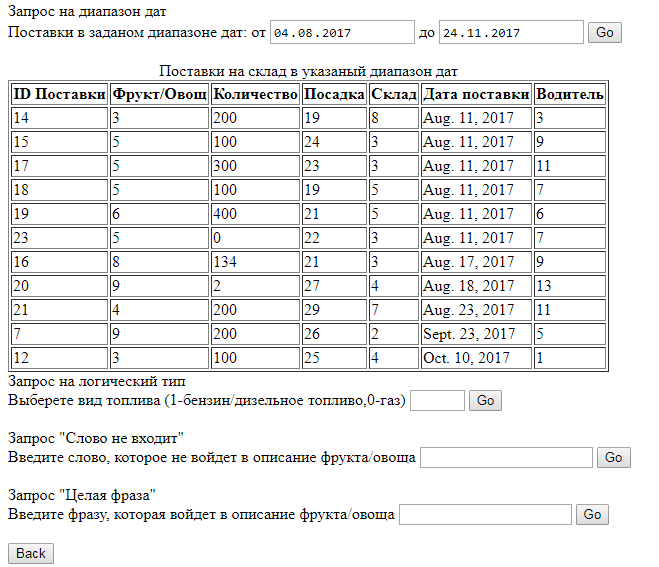 Запрос на диапазон дат
Поставки в заданом диапазоне дат: от 04.08.2017 до 24.11.2017 Go
Поставки на склад в указаный диапазон дат
ID Поставки Фрукт/Овощ Количество Посадка Склад Дата поставки Водитель
14 3 200 19 8 Aug. 11, 2017 3
15 5 100 24 3 Aug. 11, 2017 9
17 5 300 23 3 Aug. 11, 2017 11
18 5 100 19 5 Aug. 11, 2017 7
19 6 400 21 5 Aug. 11, 2017 6
23 5 0 22 3 Aug. 11, 2017 7
16 8 134 21 3 Aug. 17, 2017 9
20 9 2 27 4 Aug. 18, 2017 13
21 4 200 29 7 Aug. 23, 2017 11
7 9 200 26 2 Sept. 23, 2017 5
12 3 100 25 4 Oct. 10, 2017 1
Запрос на логический тип
Выберете вид топлива (1-бензин/дизельное топливо,0-газ) Go
Запрос "Слово не входит"
Введите слово, которое не войдет в описание фрукта/овоща Go
Запрос "Целая фраза"
Введите фразу, которая войдет в описание фрукта/овоща Go
Back